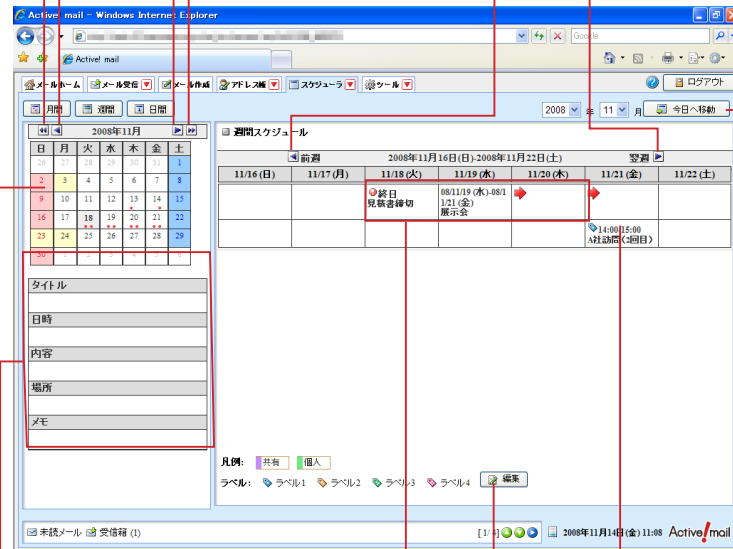 Active! mail - Windows Internet Explorer
Google
Active! mail
メールホーム メール受信 メール作成 アドレス帳 スケジューラ ツール ログアウト
月間 週間 日間 2008 年 11 月 今日へ移動
2008年11月
日 月 火 水 木 金 土
26 27 28 29 30 31 1
2 3 4 5 6 7 8
9 10 11 12 13 14 15
16 17 18 19 20 21 22
23 24 25 26 27 28 29
30 1 2 3 4 5 6
タイトル
日時
内容
場所
メモ
週間スケジュール
前週 2008年11月16日(日)-2008年11月22日(土) 翌週
11/16 (日) 11/17 (月) 11/18 (火) 11/19 (水) 11/20 (木) 11/21 (金) 11/22 (土)
終日
見積書締切
08/11/19 (水)-08/1
1/21 (金)
展示会
14:00-15:00
A社訪問(2回目)
凡例: 共有 個人
ラベル: ラベル1 ラベル2 ラベル3 ラベル4 編集
未読メール 受信箱 (1)
2008年11月14日(金) 11:08 Active! mail